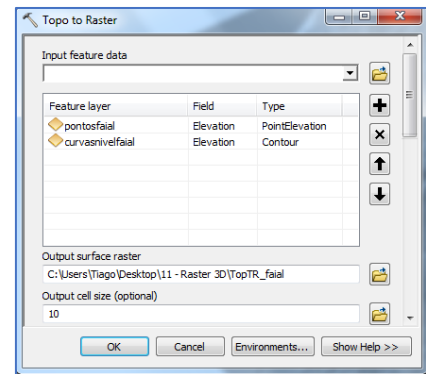 Topo to Raster
Input feature data
Feature layer Field Type
pontosfaial Elevation PointElevation
curvasnivelfaial Elevation Contour
Output surface raster
C:\Users\Tiago\Desktop\11 - Raster 3D\TopTR_faial
Output cell size (optional)
10
OK Cancel Environments... Show Help >>